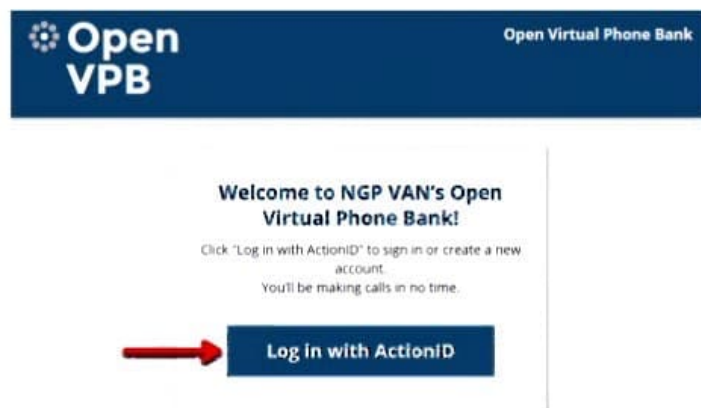 Open
VPB
Open Virtual Phone Bank
Welcome to NGP VAN's Open
Virtual Phone Bank!
Click "Log in with ActionID" to sign in or create a new
account.
You'll be making calls in no time.
Log in with ActionID